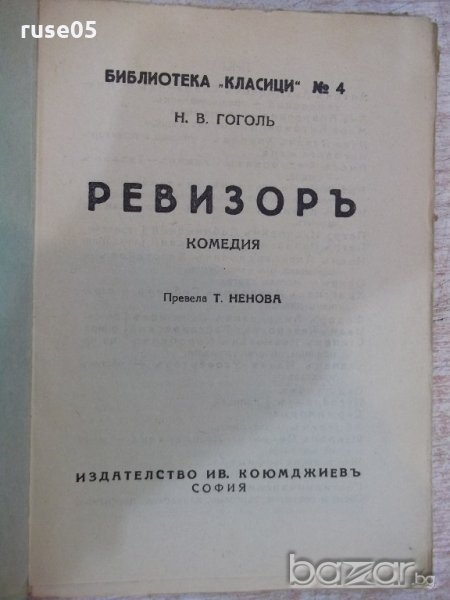 ruse05
БИБЛИОТЕКА „КЛАСИЦИ" № 4
Н. В. ГОГОЛЬ
РЕВИЗОРЪ
КОМЕДИЯ
Превела Т. НЕНОВА
ИЗДАТЕЛСТВО ИВ. КОЮМДЖИЕВЪ
СОФИЯ
bazar.bg